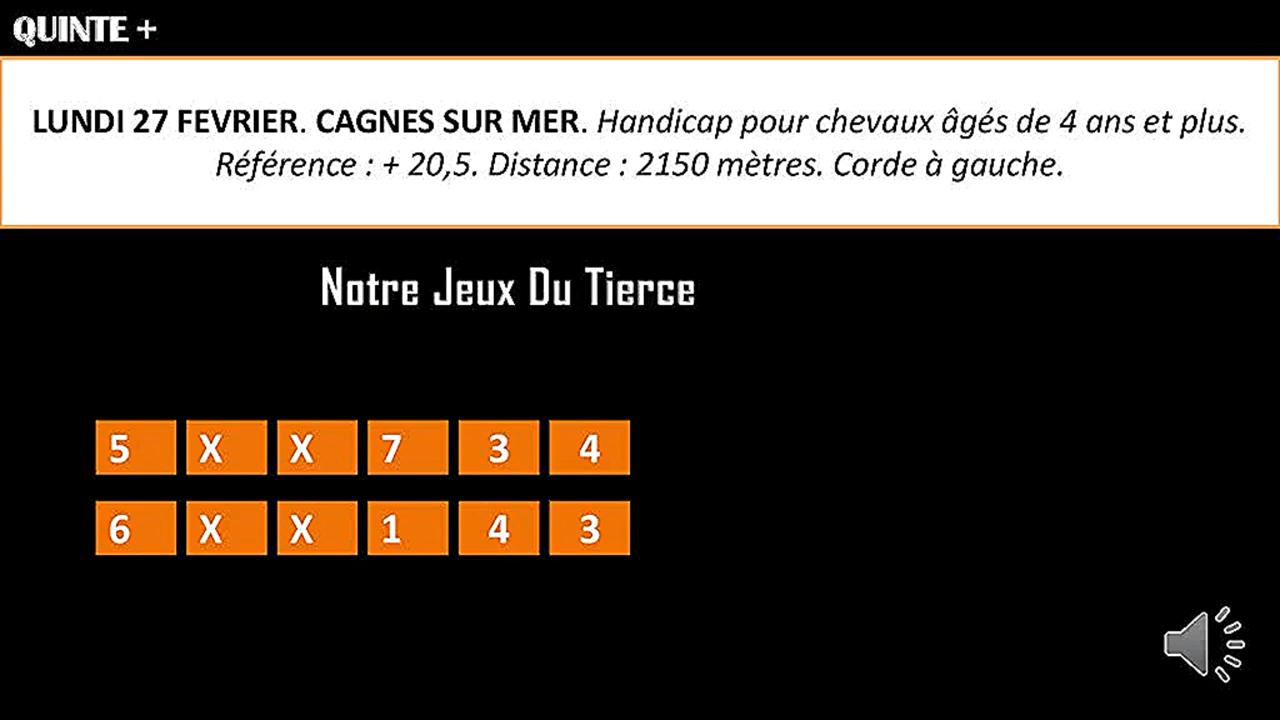 QUINTE +
LUNDI 27 FEVRIER. CAGNES SUR MER. Handicap pour chevaux âgés de 4 ans et plus.
Référence : + 20,5. Distance : 2150 mètres. Corde à gauche.
Notre Jeux Du Tierce
5 X X 7 3 4
6 X X 1 4 3